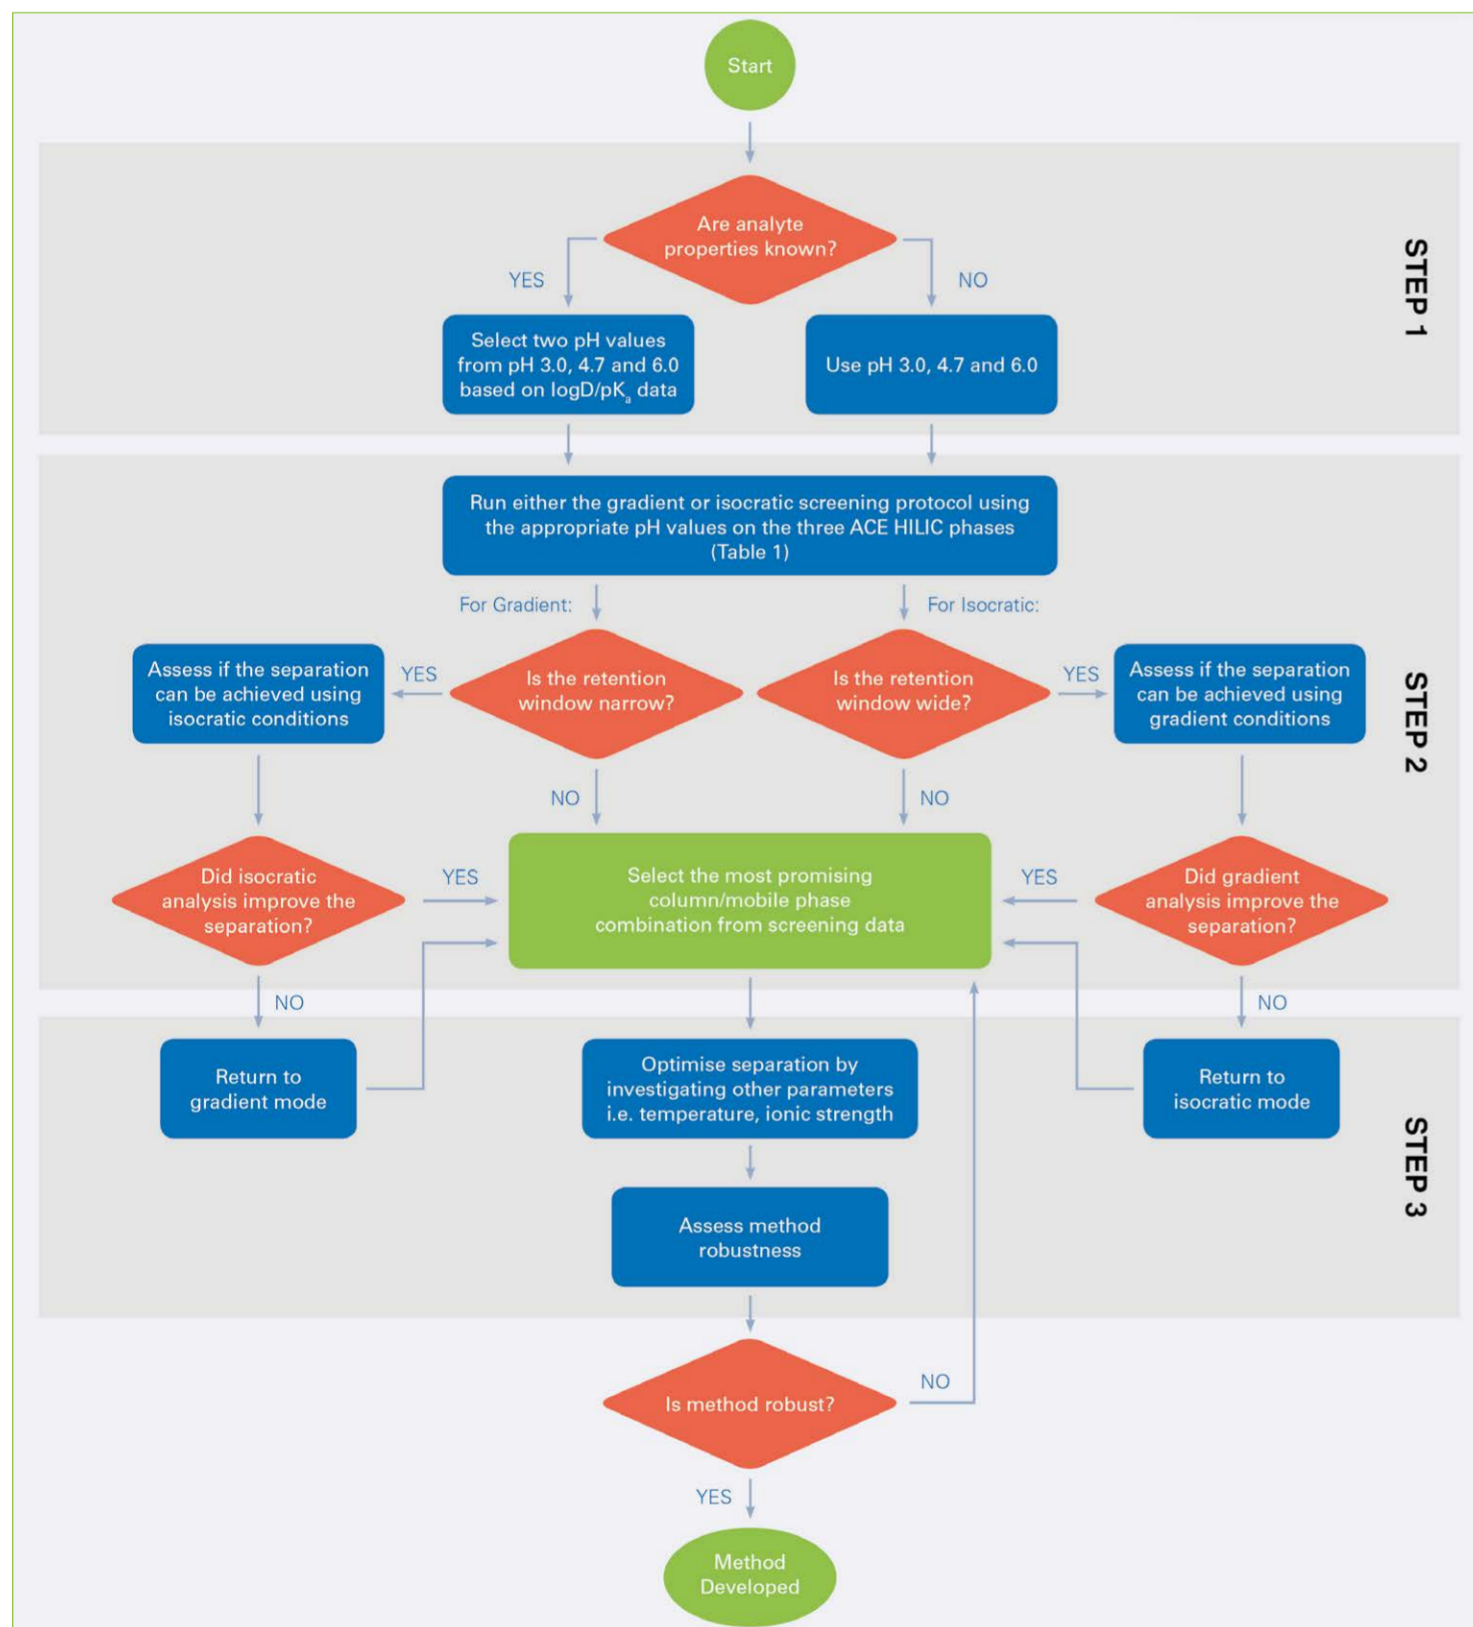 Start
Are analyte
properties known?
YES
NO
STEP 1
Select two pH values
from pH 3.0, 4.7 and 6.0
based on logD/pKa data
Use pH 3.0, 4.7 and 6.0
Run either the gradient or isocratic screening protocol using
the appropriate pH values on the three ACE HILIC phases
(Table 1)
For Gradient:
For Isocratic:
Assess if the separation
can be achieved using
isocratic conditions
YES
Is the retention
window narrow?
Is the retention
window wide?
YES
Assess if the separation
can be achieved using
gradient conditions
STEP 2
NO
NO
Did isocratic
analysis improve the
separation?
YES
Select the most promising
column/mobile phase
combination from screening data
YES
Did gradient
analysis improve the
separation?
NO
NO
Return to
gradient mode
Optimise separation by
investigating other parameters
i.e. temperature, ionic strength
Return to
isocratic mode
STEP 3
Assess method
robustness
Is method robust?
NO
YES
Method
Developed